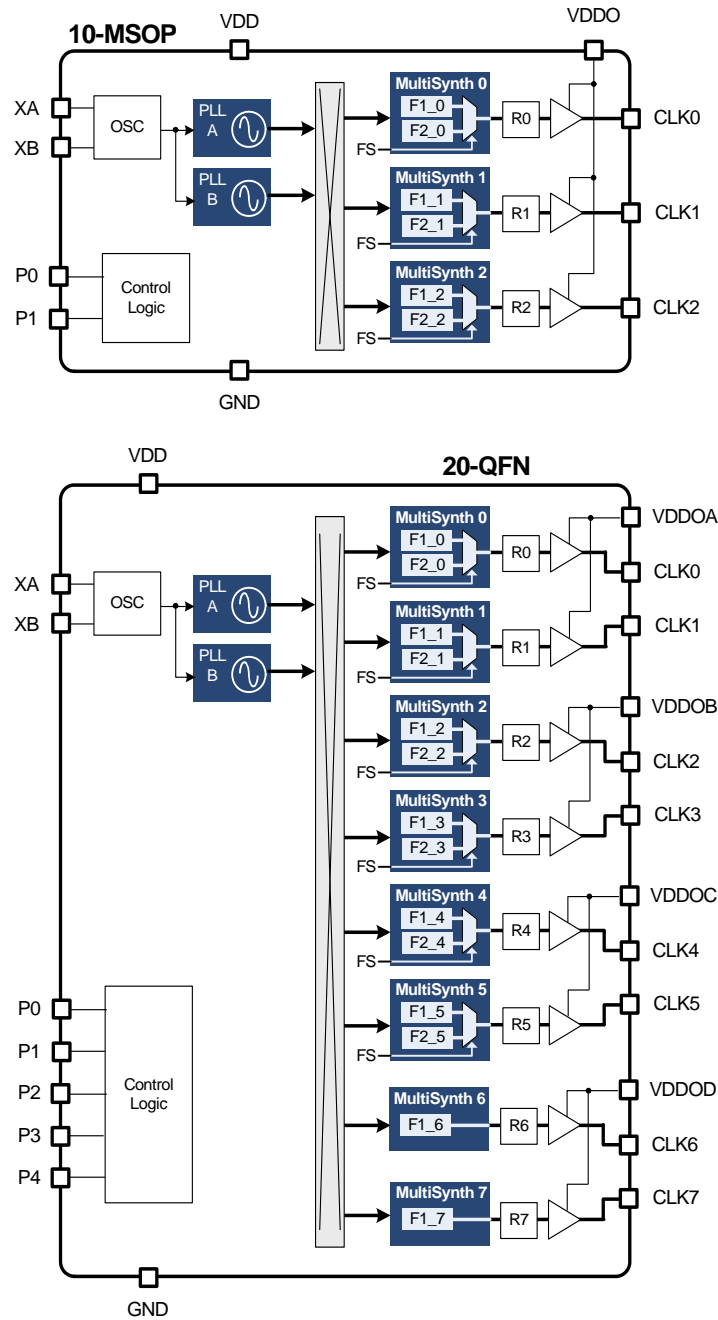 10-MSOP
VDD
VDDO
XA
XB
OSC
PLL
A
PLL
B
MultiSynth 0
F1_0
F2_0
FS
R0
CLK0
MultiSynth 1
F1_1
F2_1
FS
R1
CLK1
MultiSynth 2
F1_2
F2_2
FS
R2
CLK2
P0
P1
Control
Logic
GND
20-QFN
VDD
XA
XB
OSC
PLL
A
PLL
B
MultiSynth 0
F1_0
F2_0
FS
R0
VDDOA
CLK0
MultiSynth 1
F1_1
F2_1
FS
R1
CLK1
MultiSynth 2
F1_2
F2_2
FS
R2
VDDOB
CLK2
MultiSynth 3
F1_3
F2_3
FS
R3
CLK3
MultiSynth 4
F1_4
F2_4
FS
R4
VDDOC
CLK4
MultiSynth 5
F1_5
F2_5
FS
R5
CLK5
MultiSynth 6
F1_6
R6
VDDOD
CLK6
MultiSynth 7
F1_7
R7
CLK7
P0
P1
P2
P3
P4
Control
Logic
GND